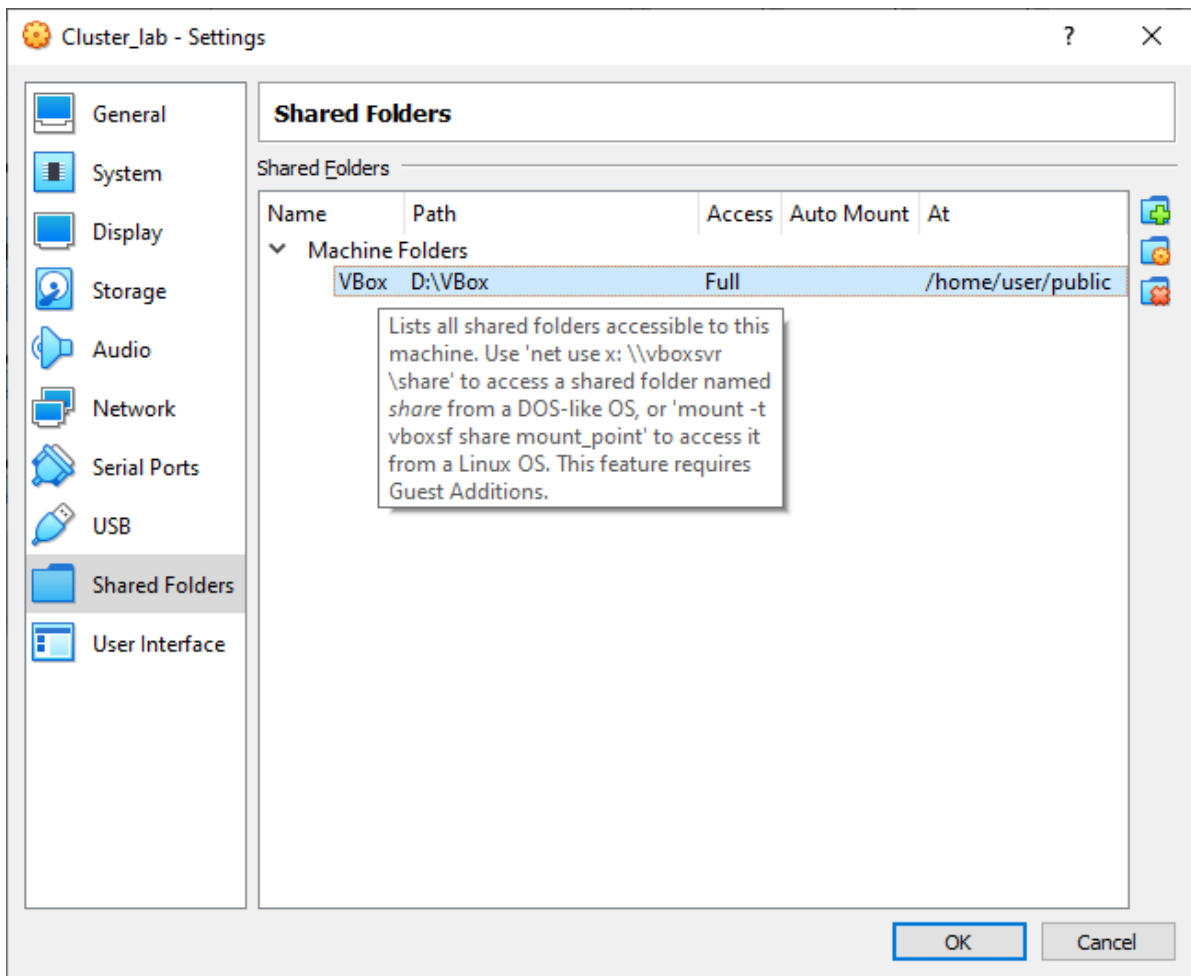 Cluster_lab - Settings
?
General
System
Display
Storage
Audio
Network
Serial Ports
USB
Shared Folders
User Interface
Shared Folders
Shared Folders
Name Path Access Auto Mount At
Machine Folders
VBox D:\VBox Full /home/user/public
Lists all shared folders accessible to this
machine. Use 'net use x: \\vboxsvr
\share' to access a shared folder named
share from a DOS-like OS, or 'mount -t
vboxsf share mount_point' to access it
from a Linux OS. This feature requires
Guest Additions.
OK Cancel